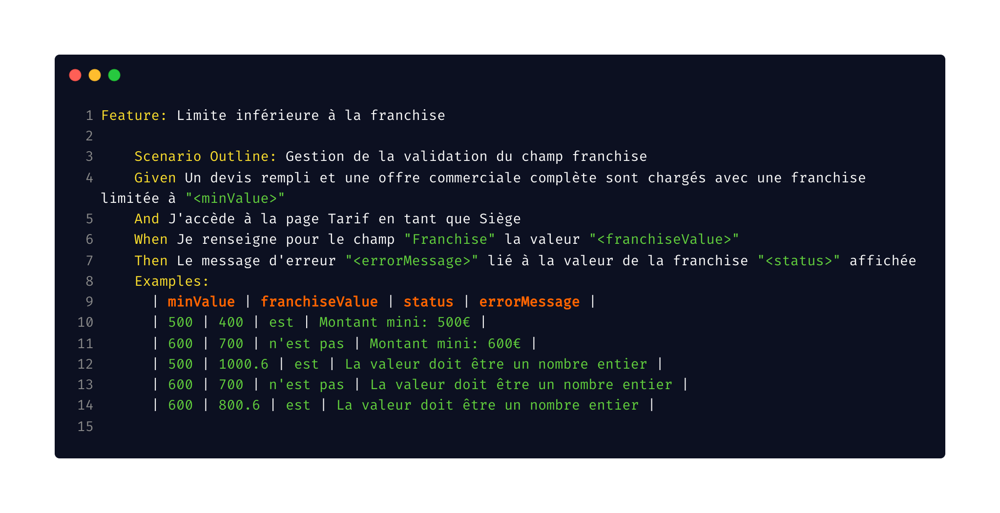 1 Feature: Limite inférieure à la franchise
2
3 Scenario Outline: Gestion de la validation du champ franchise
4 Given Un devis rempli et une offre commerciale complète sont chargés avec une franchise
limitée à "<minValue>"
5 And J'accède à la page Tarif en tant que Siège
6 When Je renseigne pour le champ "Franchise" la valeur "<franchiseValue>"
7 Then Le message d'erreur "<errorMessage>" lié à la valeur de la franchise "<status>" affichée
8 Examples:
9 | minValue | franchiseValue | status | errorMessage |
10 | 500 | 400 | est | Montant mini: 500€ |
11 | 600 | 700 | n'est pas | Montant mini: 600€ |
12 | 500 | 1000.6 | est | La valeur doit être un nombre entier |
13 | 600 | 700 | n'est pas | La valeur doit être un nombre entier |
14 | 600 | 800.6 | est | La valeur doit être un nombre entier |
15